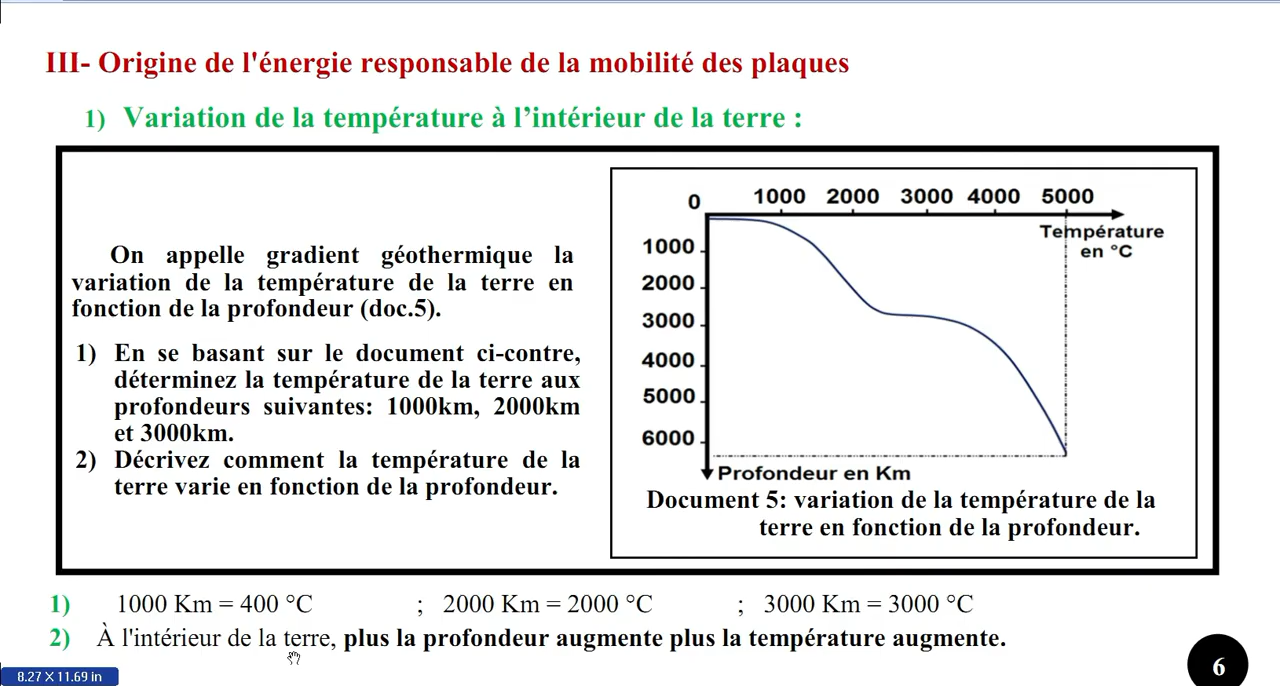 III- Origine de l'énergie responsable de la mobilité des plaques
1) Variation de la température à l’intérieur de la terre :
On appelle gradient géothermique la
variation de la température de la terre en
fonction de la profondeur (doc.5).
1) En se basant sur le document ci-contre,
déterminez la température de la terre aux
profondeurs suivantes: 1000km, 2000km
et 3000km.
2) Décrivez comment la température de la
terre varie en fonction de la profondeur.
0 1000 2000 3000 4000 5000
Température
en °C
1000
2000
3000
4000
5000
6000
Profondeur en Km
Document 5: variation de la température de la
terre en fonction de la profondeur.
1) 1000 Km = 400 °C ; 2000 Km = 2000 °C ; 3000 Km = 3000 °C
2) À l'intérieur de la terre, plus la profondeur augmente plus la température augmente.
6
8.27 X 11.69 in